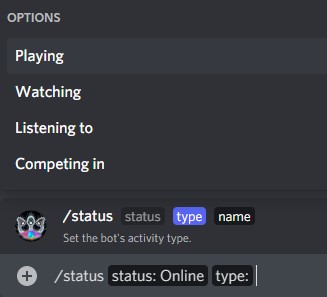 OPTIONS
Playing
Watching
Listening to
Competing in
/status status type name
Set the bot's activity type.
/status status: Online type: